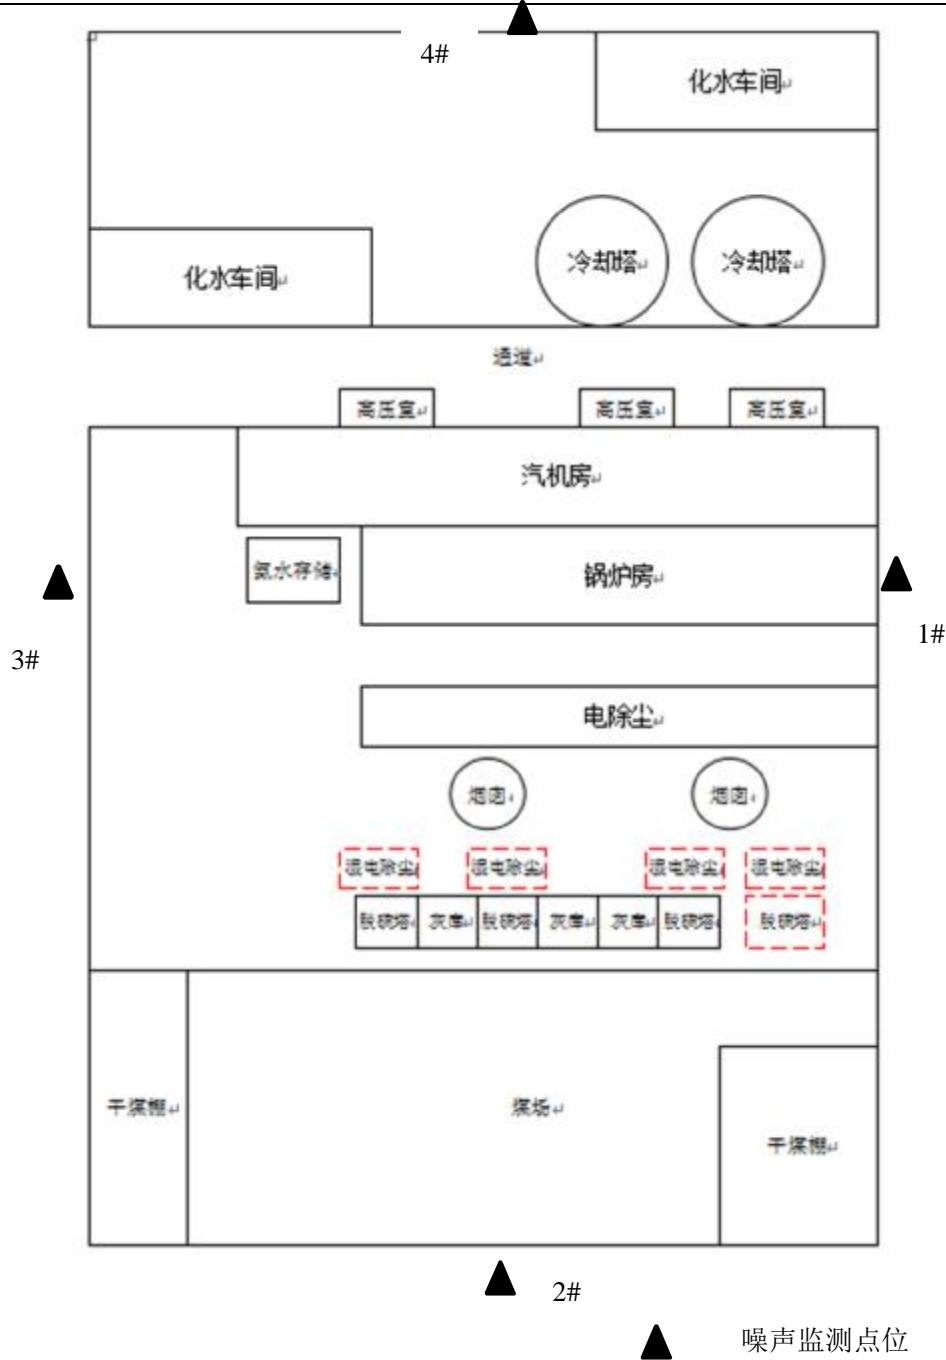 4#
化水车间
冷却塔
冷却塔
化水车间
通道
高压室
高压室
高压室
汽机房
氨水存储
锅炉房
1#
3#
电除尘
烟囱
烟囱
湿电除尘
湿电除尘
湿电除尘
湿电除尘
脱硫塔
灰库
脱硫塔
灰库
灰库
脱硫塔
脱硫塔
干煤棚
煤场
干煤棚
2#
噪声监测点位